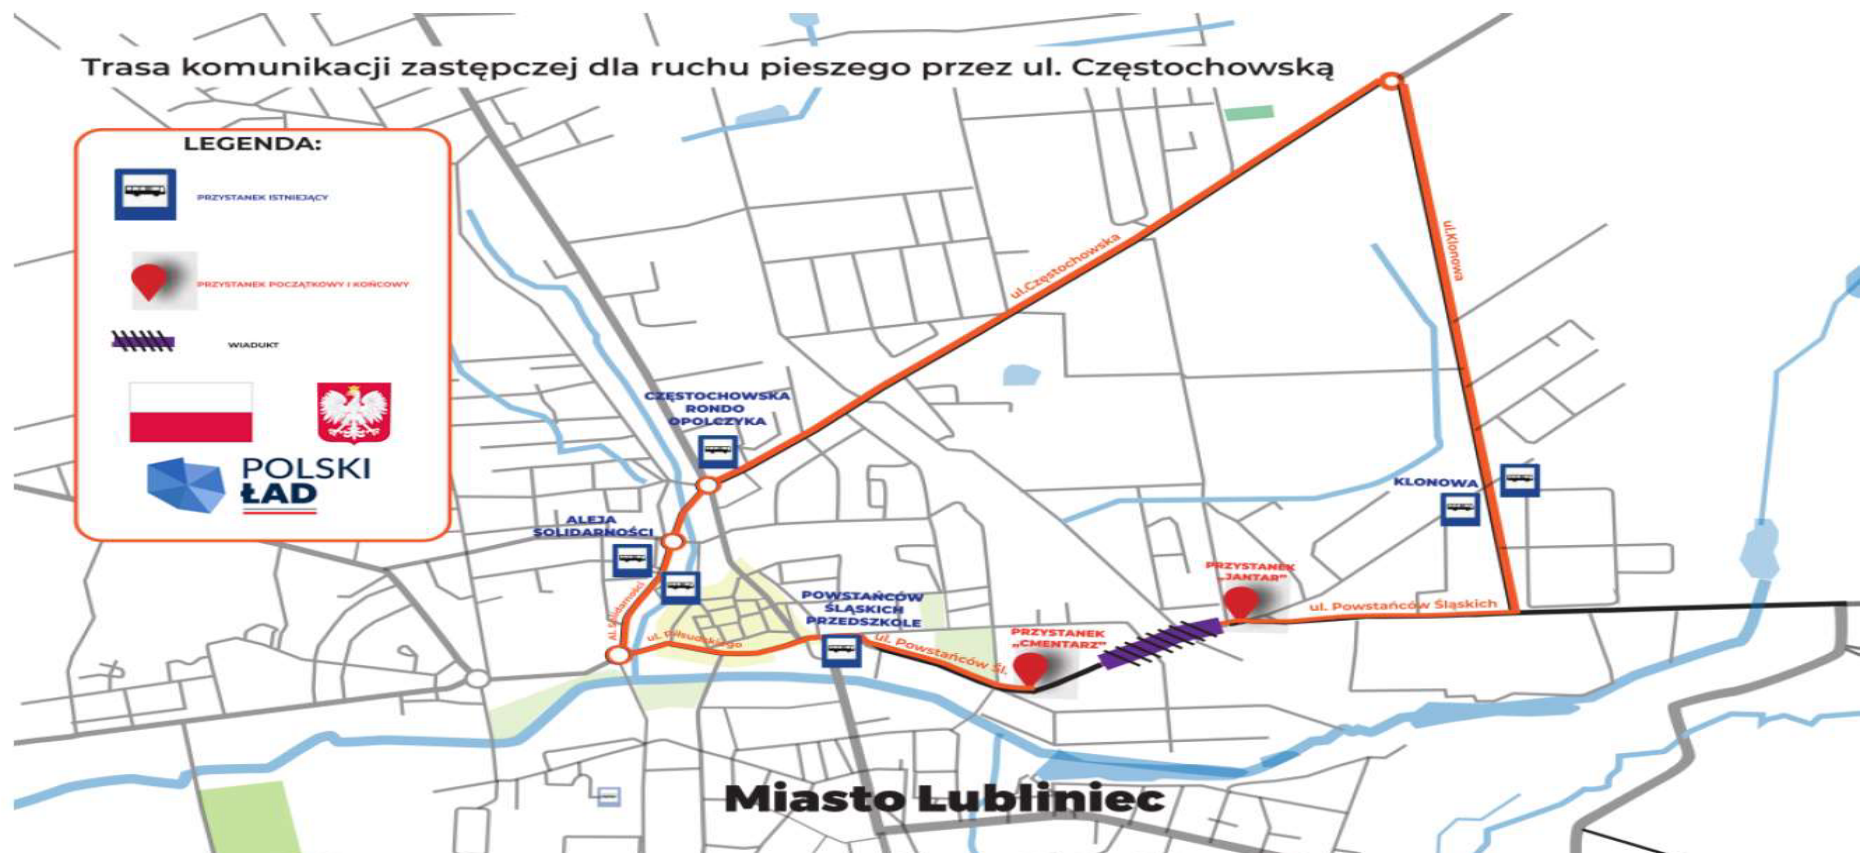 Trasa komunikacji zastępczej dla ruchu pieszego przez ul. Częstochowską
LEGENDA:
PRZYSTANEK ISTNIEJĄCY
PRZYSTANEK POCZĄTKOWY I KOŃCOWY
WIADUKT
POLSKI
ŁAD
ul.Częstochowska
ul.Klonowa
CZĘSTOCHOWSKA
RONDO
OPOLCZYKA
KLONOWA
ALEJA
SOLIDARNOŚCI
Al. Solidarności
ul. Piłsudskiego
POWSTAŃCÓW
ŚLĄSKICH
PRZEDSZKOLE
ul. Powstańców Śl.
PRZYSTANEK
„CMENTARZ”
PRZYSTANEK
„JANTAR”
ul. Powstańców Śląskich
Miasto Lubliniec